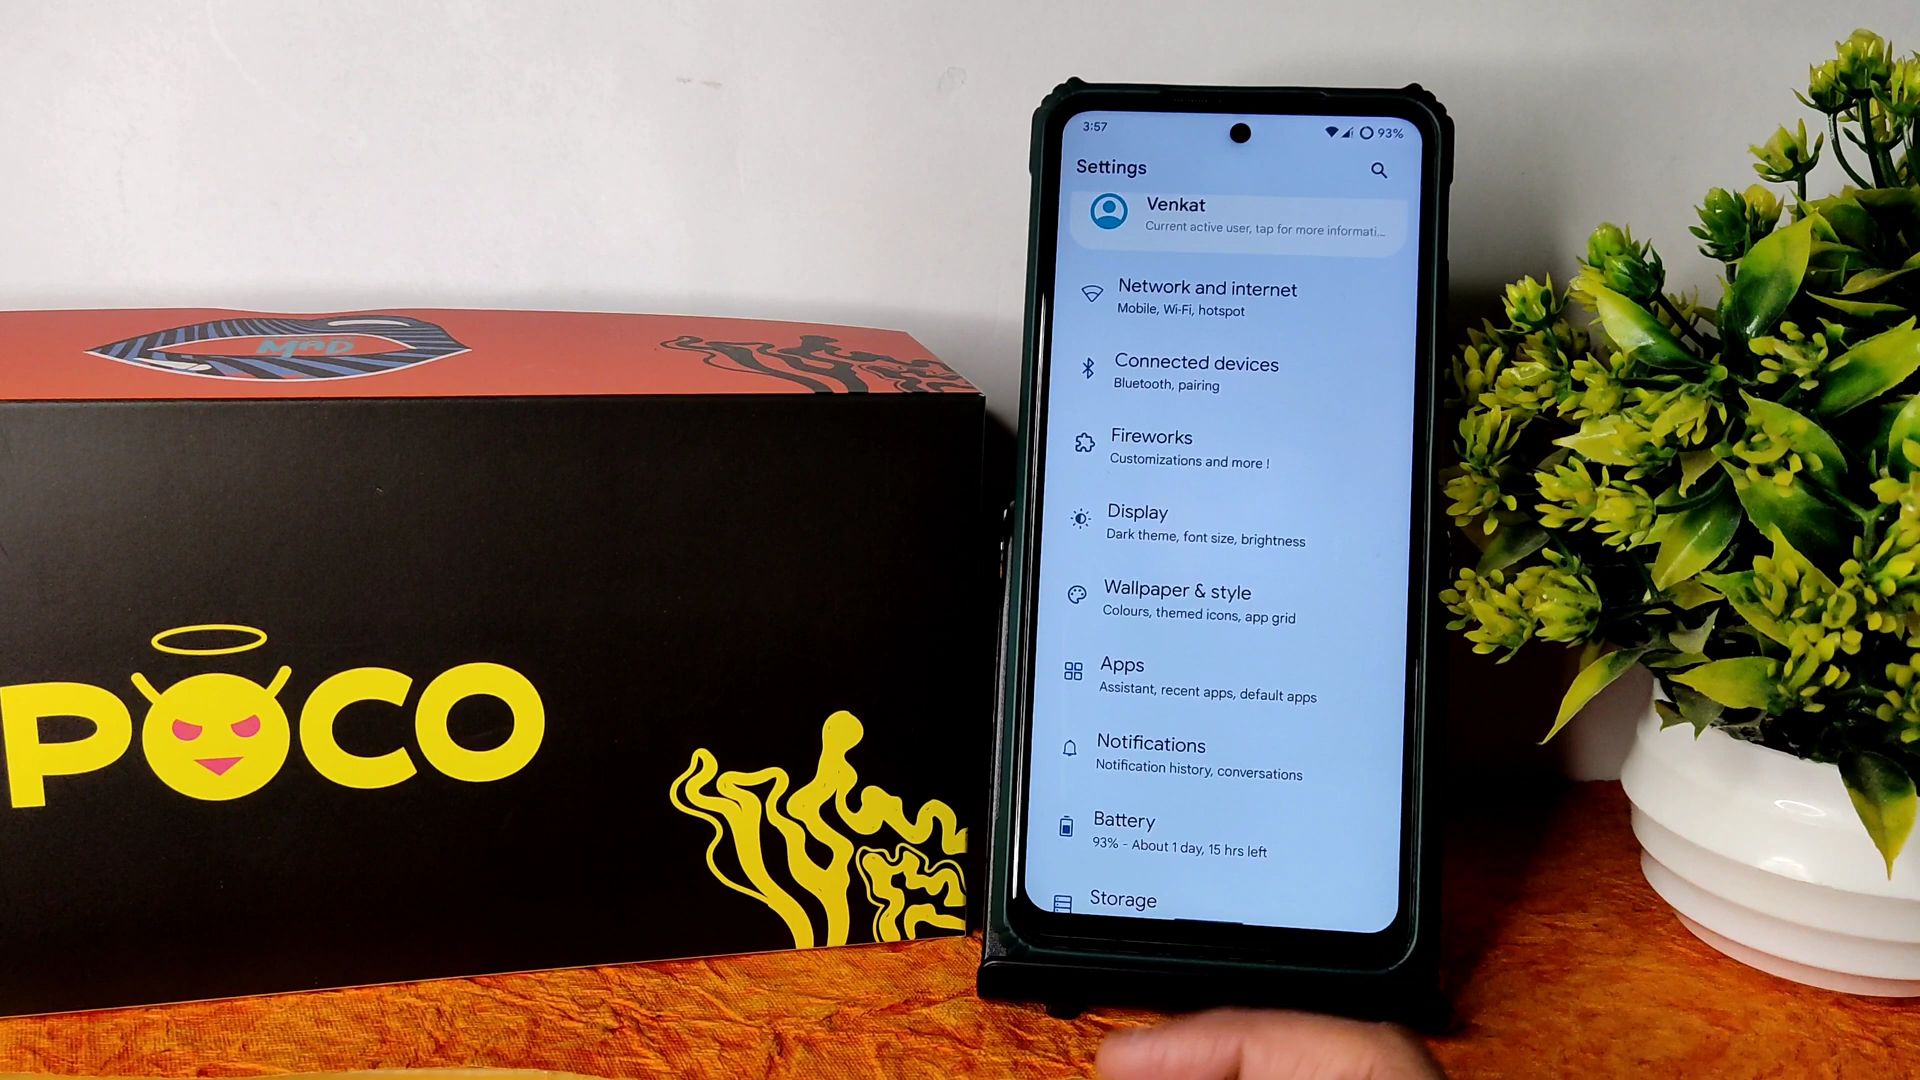 MAD
POCO
3:57
93%
Settings
Venkat
Current active user, tap for more informati...
Network and internet
Mobile, Wi-Fi, hotspot
Connected devices
Bluetooth, pairing
Fireworks
Customizations and more !
Display
Dark theme, font size, brightness
Wallpaper & style
Colours, themed icons, app grid
Apps
Assistant, recent apps, default apps
Notifications
Notification history, conversations
Battery
93% - About 1 day, 15 hrs left
Storage